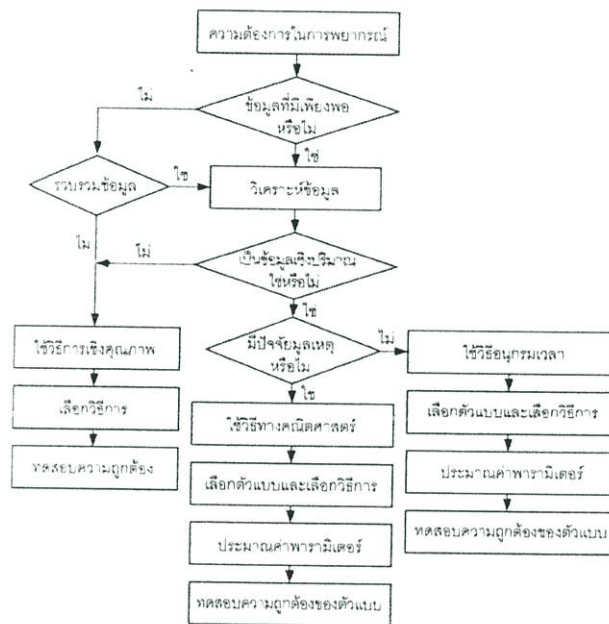 ความต้องการในการพยากรณ์
ไม่
ข้อมูลที่มีเพียงพอ
หรือไม่
ใช่
รวบรวมข้อมูล
ใช่
วิเคราะห์ข้อมูล
ไม่
ไม่
เป็นข้อมูลเชิงปริมาณ
ใช่หรือไม่
ใช่
ใช้วิธีการเชิงคุณภาพ
มีปัจจัยมูลเหตุ
หรือไม่
ไม่
ใช้วิธีอนุกรมเวลา
ใช่
เลือกวิธีการ
ใช้วิธีทางคณิตศาสตร์
เลือกตัวแบบและเลือกวิธีการ
ทดสอบความถูกต้อง
เลือกตัวแบบและเลือกวิธีการ
ประมาณค่าพารามิเตอร์
ประมาณค่าพารามิเตอร์
ทดสอบความถูกต้องของตัวแบบ
ทดสอบความถูกต้องของตัวแบบ